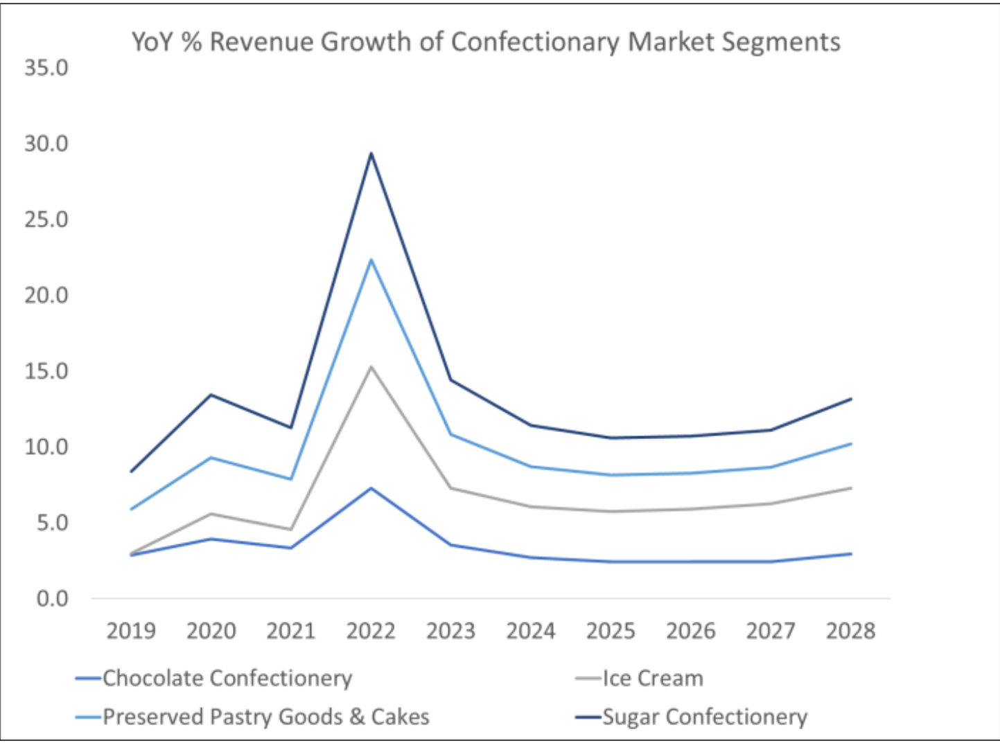 YoY % Revenue Growth of Confectionary Market Segments
35.0
30.0
25.0
20.0
15.0
10.0
5.0
0.0
2019 2020 2021 2022 2023 2024 2025 2026 2027 2028
Chocolate Confectionery Ice Cream
Preserved Pastry Goods & Cakes Sugar Confectionery